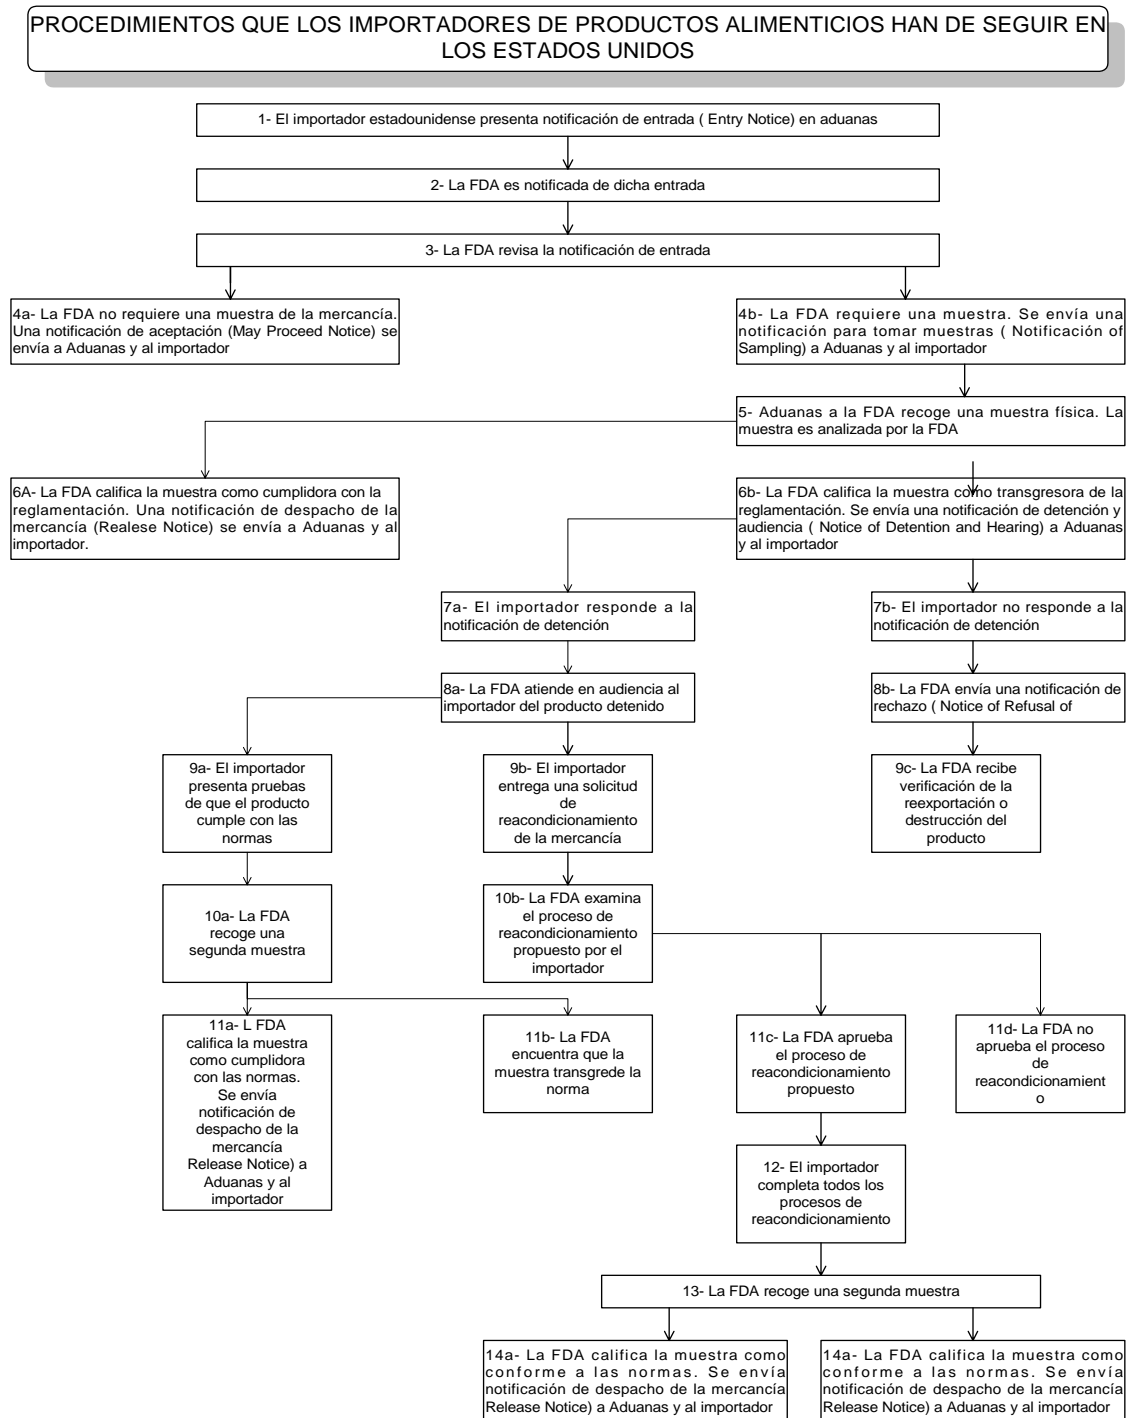 PROCEDIMIENTOS QUE LOS IMPORTADORES DE PRODUCTOS ALIMENTICIOS HAN DE SEGUIR EN
LOS ESTADOS UNIDOS
1- El importador estadounidense presenta notificación de entrada ( Entry Notice) en aduanas
2- La FDA es notificada de dicha entrada
3- La FDA revisa la notificación de entrada
4a- La FDA no requiere una muestra de la mercancía.
Una notificación de aceptación (May Proceed Notice) se
envía a Aduanas y al importador
4b- La FDA requiere una muestra. Se envía una
notificación para tomar muestras ( Notificación of
Sampling) a Aduanas y al importador
5- Aduanas a la FDA recoge una muestra física. La
muestra es analizada por la FDA
6A- La FDA califica la muestra como cumplidora con la
reglamentación. Una notificación de despacho de la
mercancía (Realese Notice) se envía a Aduanas y al
importador.
6b- La FDA califica la muestra como transgresora de la
reglamentación. Se envía una notificación de detención y
audiencia ( Notice of Detention and Hearing) a Aduanas
y al importador
7a- El importador responde a la
notificación de detención
7b- El importador no responde a la
notificación de detención
8a- La FDA atiende en audiencia al
importador del producto detenido
8b- La FDA envía una notificación de
rechazo ( Notice of Refusal of
9a- El importador
presenta pruebas
de que el producto
cumple con las
normas
9b- El importador
entrega una solicitud
de
reacondicionamiento
de la mercancía
9c- La FDA recibe
verificación de la
reexportación o
destrucción del
producto
10a- La FDA
recoge una
segunda muestra
10b- La FDA examina
el proceso de
reacondicionamiento
propuesto por el
importador
11a- L FDA
califica la muestra
como cumplidora
con las normas.
Se envía
notificación de
despacho de la
mercancía
Release Notice) a
Aduanas y al
importador
11b- La FDA
encuentra que la
muestra transgrede la
norma
11c- La FDA aprueba
el proceso de
reacondicionamiento
propuesto
11d- La FDA no
aprueba el proceso
de
reacondicionamient
o
12- El importador
completa todos los
procesos de
reacondicionamiento
13- La FDA recoge una segunda muestra
14a- La FDA califica la muestra como
conforme a las normas. Se envía
notificación de despacho de la mercancía
Release Notice) a Aduanas y al importador
14a- La FDA califica la muestra como
conforme a las normas. Se envía
notificación de despacho de la mercancía
Release Notice) a Aduanas y al importador